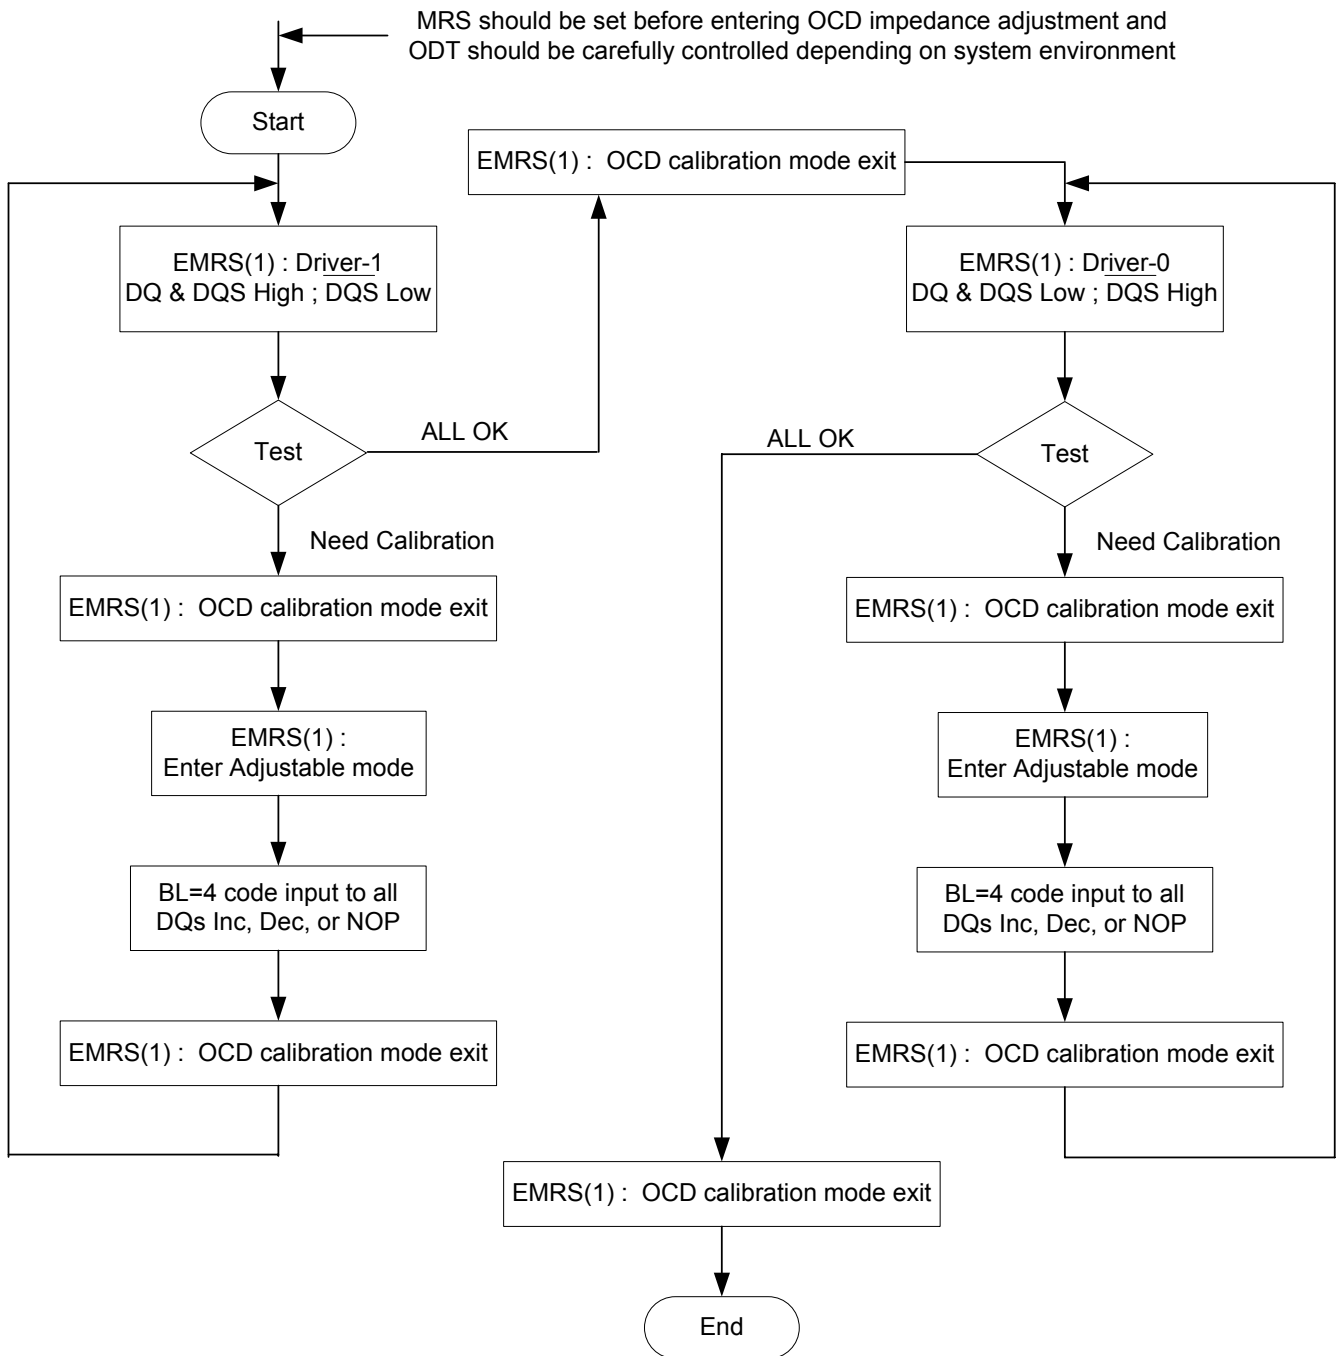 MRS should be set before entering OCD impedance adjustment and
ODT should be carefully controlled depending on system environment
Start
EMRS(1) : Driver-1
DQ & DQS High ; D̅Q̅S̅ Low
Test
ALL OK
Need Calibration
EMRS(1) : OCD calibration mode exit
EMRS(1) :
Enter Adjustable mode
BL=4 code input to all
DQs Inc, Dec, or NOP
EMRS(1) : OCD calibration mode exit
EMRS(1) : OCD calibration mode exit
EMRS(1) : Driver-0
DQ & DQS Low ; D̅Q̅S̅ High
Test
ALL OK
Need Calibration
EMRS(1) : OCD calibration mode exit
EMRS(1) :
Enter Adjustable mode
BL=4 code input to all
DQs Inc, Dec, or NOP
EMRS(1) : OCD calibration mode exit
EMRS(1) : OCD calibration mode exit
End